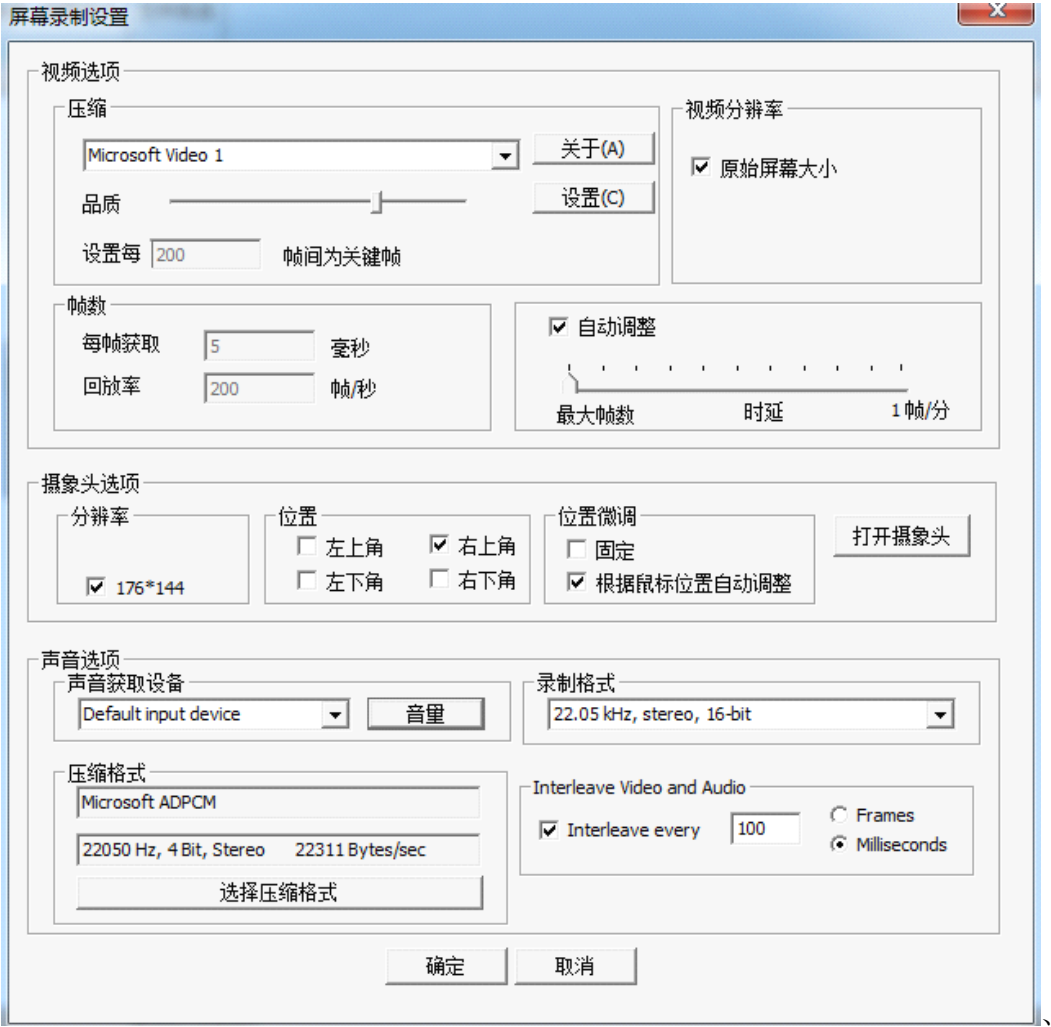 屏幕录制设置
X
视频选项
压缩
Microsoft Video 1
关于(A)
品质
设置(C)
设置每 200 帧间为关键帧
视频分辨率
原始屏幕大小
帧数
每帧获取 5 毫秒
回放率 200 帧/秒
自动调整
最大帧数 时延 1 帧/分
摄象头选项
分辨率
176*144
位置
左上角 右上角
左下角 右下角
位置微调
固定
根据鼠标位置自动调整
打开摄象头
声音选项
声音获取设备
Default input device
音量
录制格式
22.05 kHz, stereo, 16-bit
压缩格式
Microsoft ADPCM
22050 Hz, 4 Bit, Stereo 22311 Bytes/sec
选择压缩格式
Interleave Video and Audio
Interleave every 100
Frames
Milliseconds
确定 取消
、